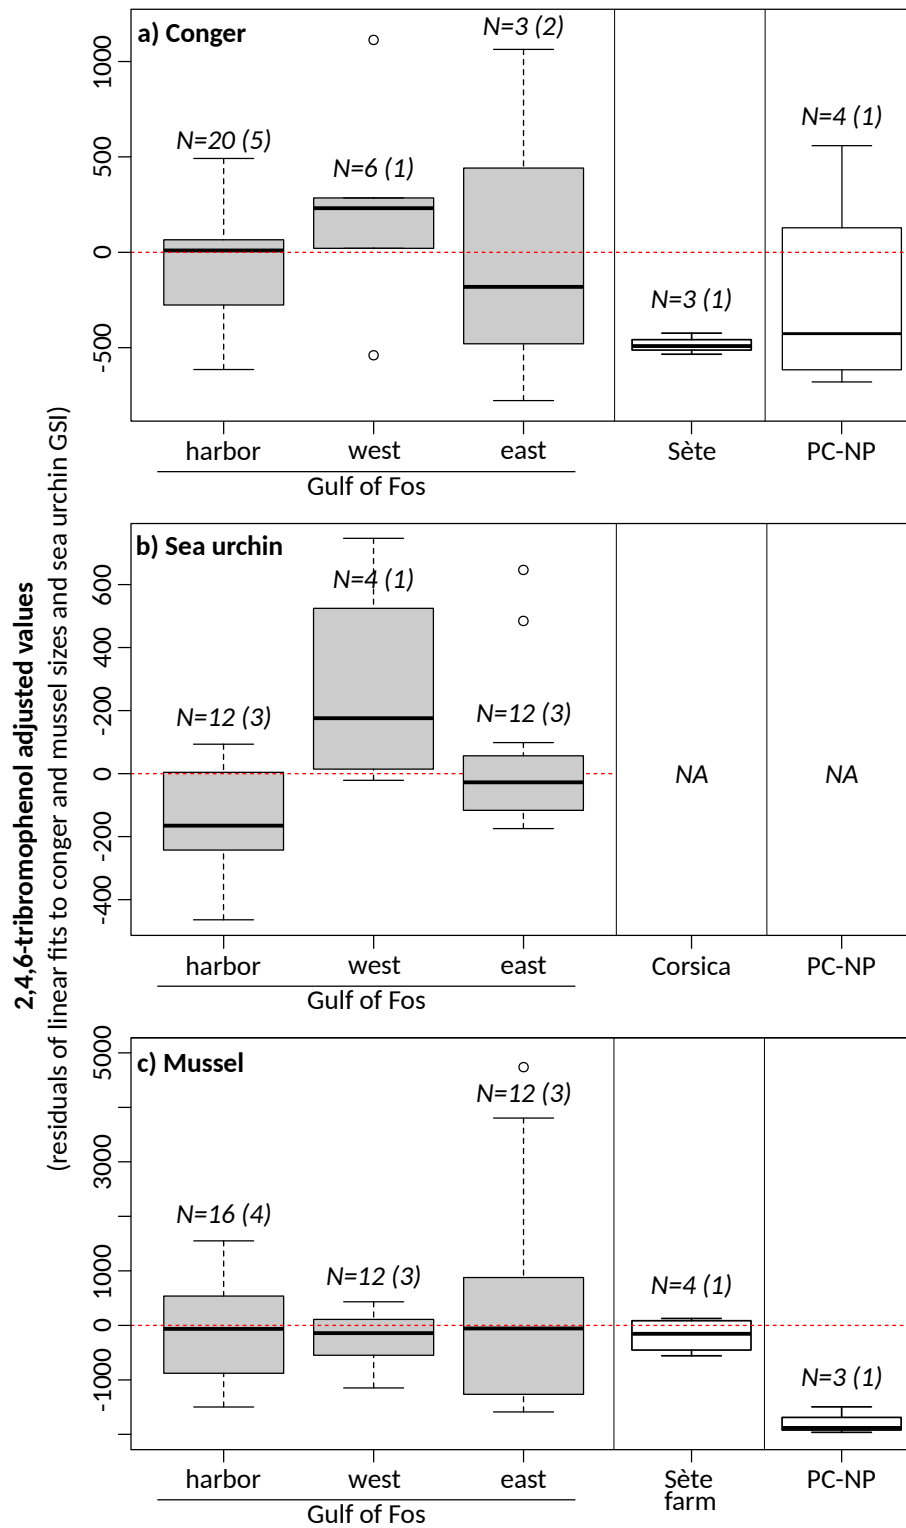 2,4,6-tribromophenol adjusted values
(residuals of linear fits to conger and mussel sizes and sea urchin GSI)
a) Conger
1000
500
0
-500
N=20 (5)
N=6 (1)
N=3 (2)
N=3 (1)
N=4 (1)
harbor
west
east
Sète
PC-NP
Gulf of Fos
b) Sea urchin
600
400
-200
0
-200
-400
N=12 (3)
N=4 (1)
N=12 (3)
NA
NA
harbor
west
east
Corsica
PC-NP
Gulf of Fos
c) Mussel
5000
3000
1000
0
-1000
N=16 (4)
N=12 (3)
N=12 (3)
N=4 (1)
N=3 (1)
harbor
west
east
Sète
farm
PC-NP
Gulf of Fos